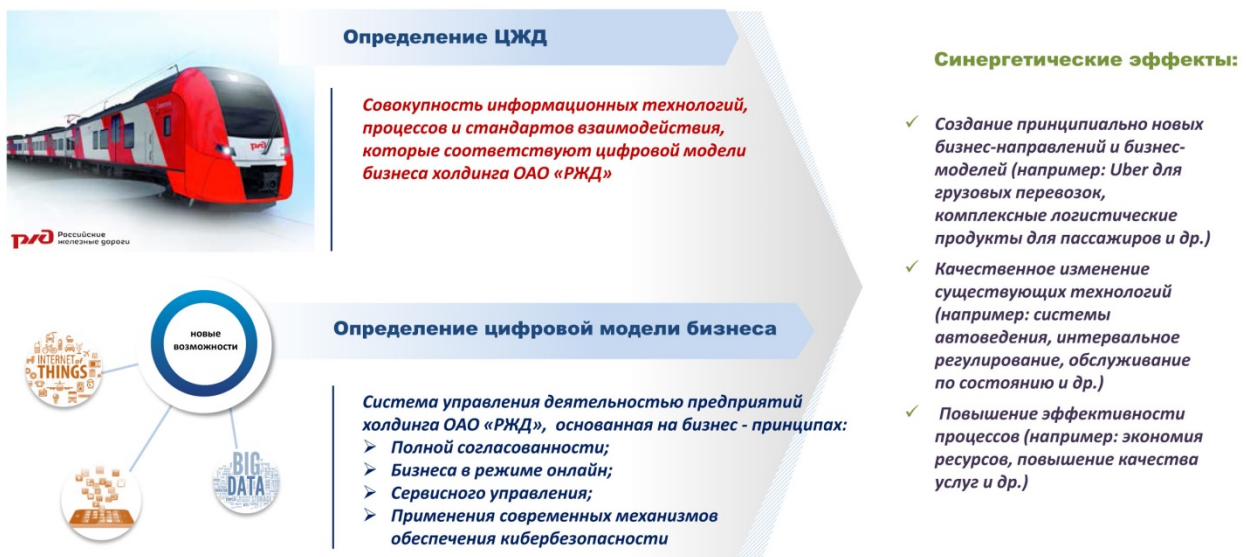 Определение ЦЖД
Совокупность информационных технологий,
процессов и стандартов взаимодействия,
которые соответствуют цифровой модели
бизнеса холдинга ОАО «РЖД»
ржд
ржд
Российские
железные дороги
новые
возможности
INTERNET of
THINGS
BIG
DATA
Определение цифровой модели бизнеса
Система управления деятельностью предприятий
холдинга ОАО «РЖД», основанная на бизнес - принципах:
➢ Полной согласованности;
➢ Бизнеса в режиме онлайн;
➢ Сервисного управления;
➢ Применения современных механизмов
обеспечения кибербезопасности
Синергетические эффекты:
✓ Создание принципиально новых
бизнес-направлений и бизнес-
моделей (например: Uber для
грузовых перевозок,
комплексные логистические
продукты для пассажиров и др.)
✓ Качественное изменение
существующих технологий
(например: системы
автоведения, интервальное
регулирование, обслуживание
по состоянию и др.)
✓ Повышение эффективности
процессов (например: экономия
ресурсов, повышение качества
услуг и др.)